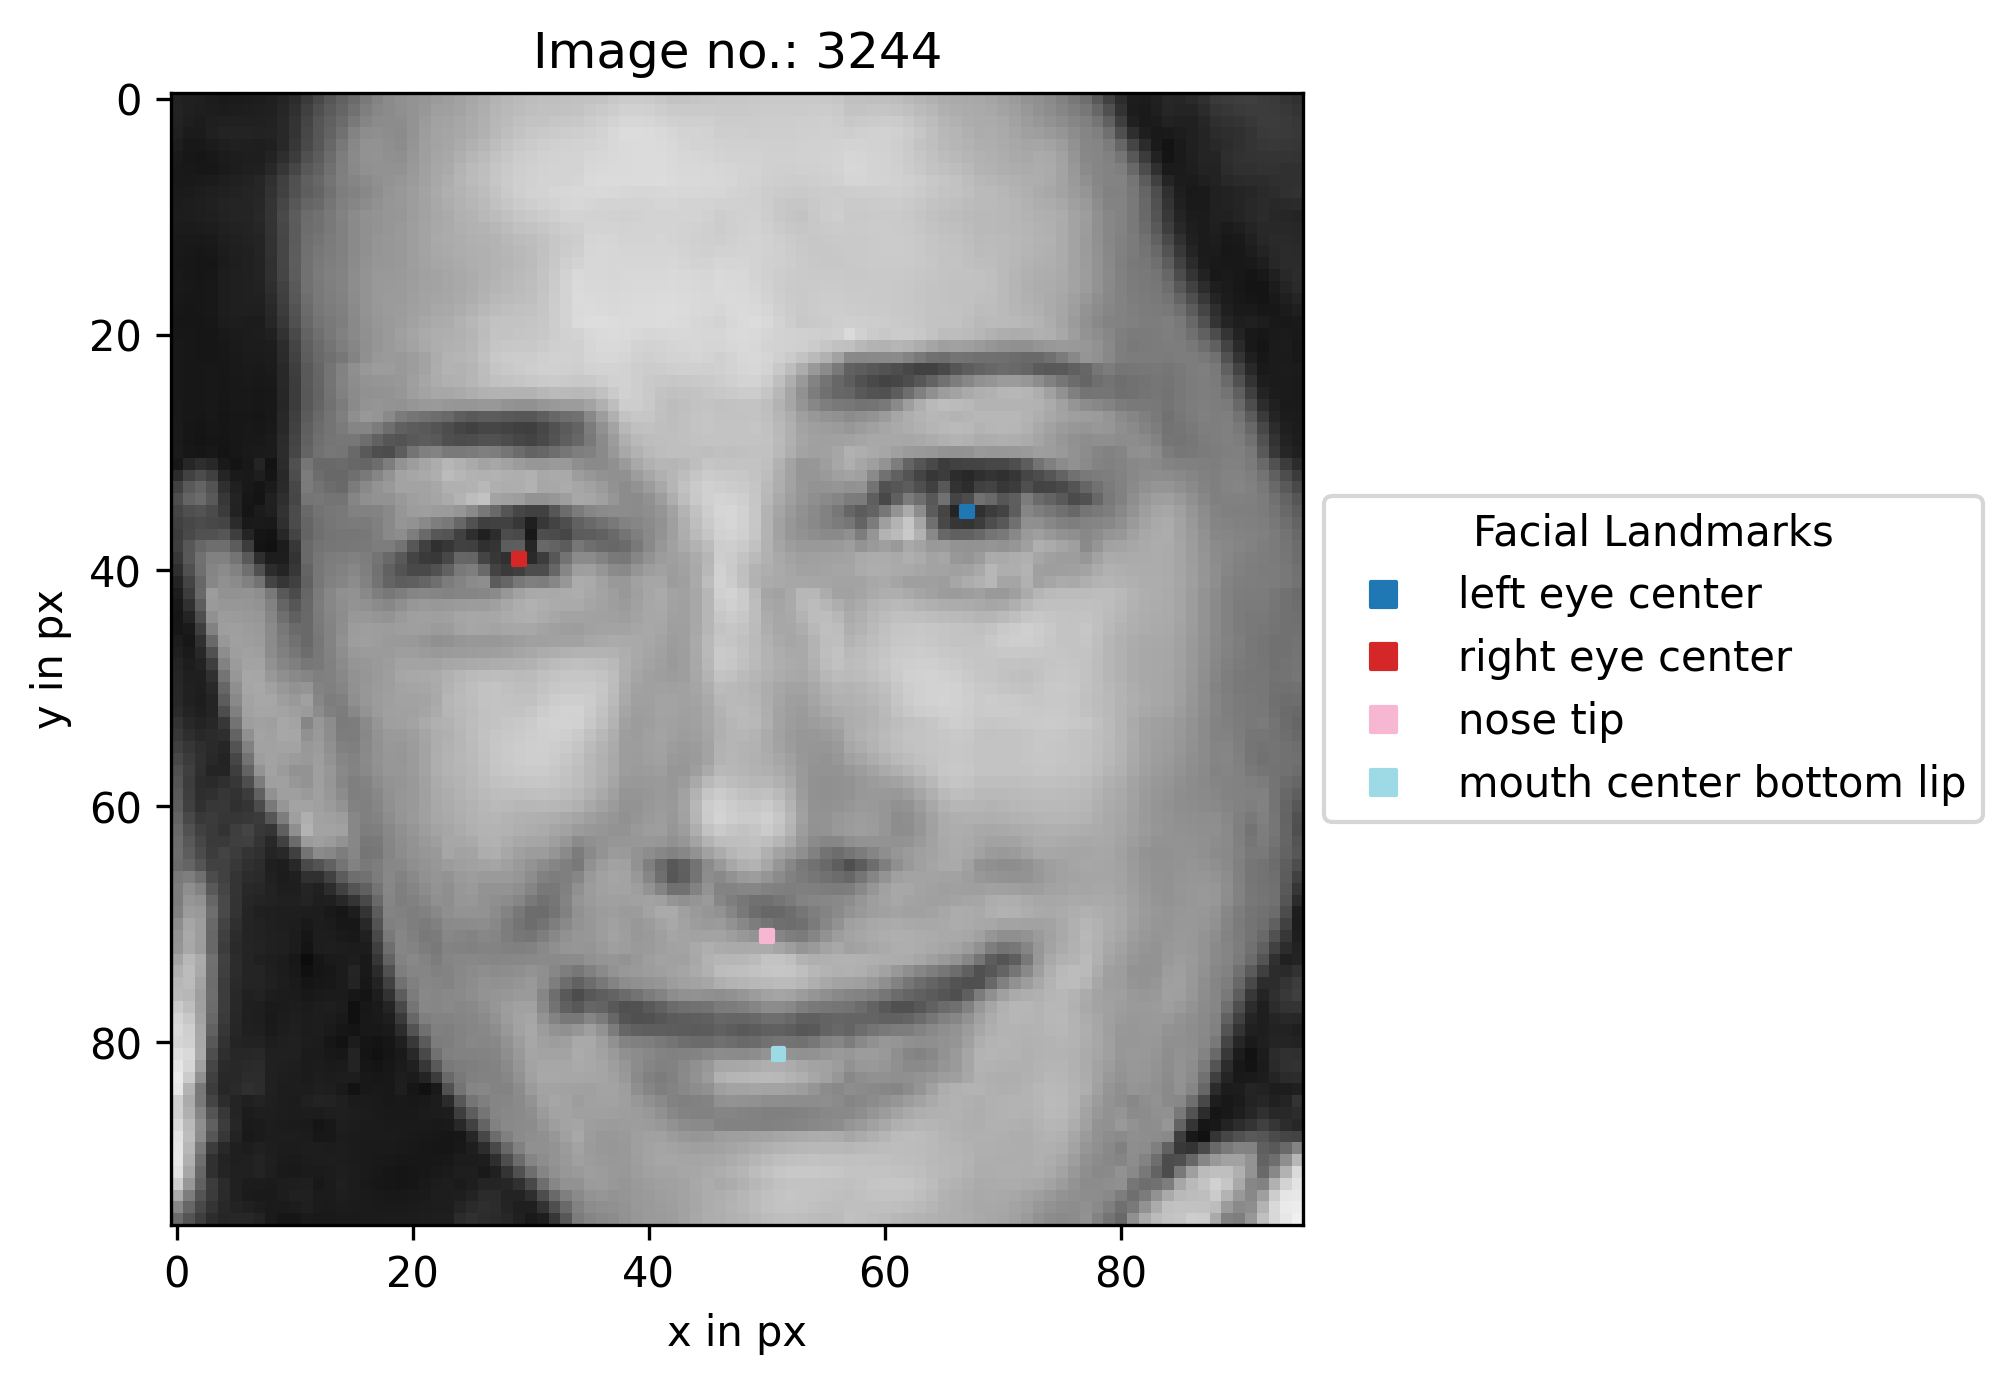 Image no.: 3244
0
20
40
60
80
y in px
0 20 40 60 80
x in px
Facial Landmarks
left eye center
right eye center
nose tip
mouth center bottom lip